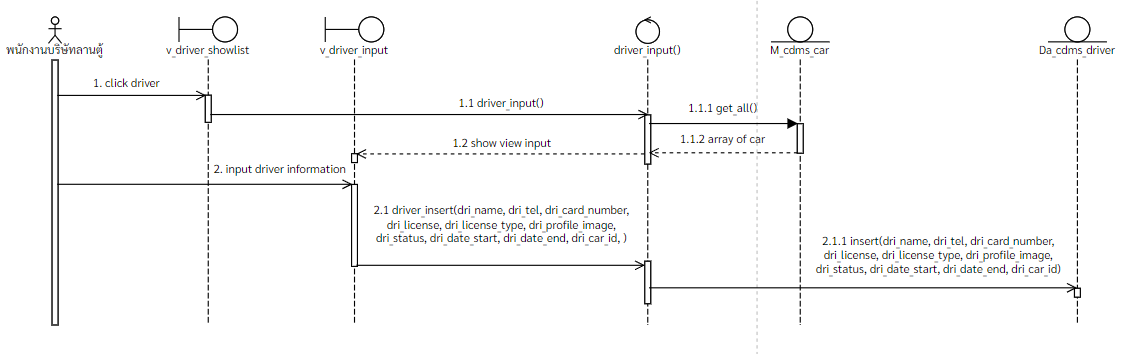 พนักงานบริษัทลานตู้
v_driver_showlist
v_driver_input
driver_input()
M_cdms_car
Da_cdms_driver
1. click driver
1.1 driver_input()
1.1.1 get_all()
1.1.2 array of car
1.2 show view input
2. input driver information
2.1 driver_insert(dri_name, dri_tel, dri_card_number,
dri_license, dri_license_type, dri_profile_image,
dri_status, dri_date_start, dri_date_end, dri_car_id, )
2.1.1 insert(dri_name, dri_tel, dri_card_number,
dri_license, dri_license_type, dri_profile_image,
dri_status, dri_date_start, dri_date_end, dri_car_id)